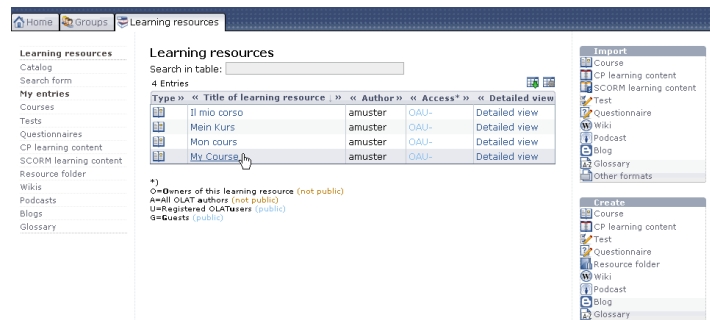 Home
Groups
Learning resources
Learning resources
Catalog
Search form
My entries
Courses
Tests
Questionnaires
CP learning content
SCORM learning content
Resource folder
Wikis
Podcasts
Blogs
Glossary
Learning resources
Search in table:
4 Entries
Type » « Title of learning resource ↓ » « Author » « Access* » « Detailed view
Il mio corso amuster OAU- Detailed view
Mein Kurs amuster OAU- Detailed view
Mon cours amuster OAU- Detailed view
My Course amuster OAU- Detailed view
*)
O=Owners of this learning resource (not public)
A=All OLAT authors (not public)
U=Registered OLATusers (public)
G=Guests (public)
Import
Course
CP learning content
SCORM learning content
Test
Questionnaire
Wiki
Podcast
Blog
Glossary
Other formats
Create
Course
CP learning content
Test
Questionnaire
Resource folder
Wiki
Podcast
Blog
Glossary